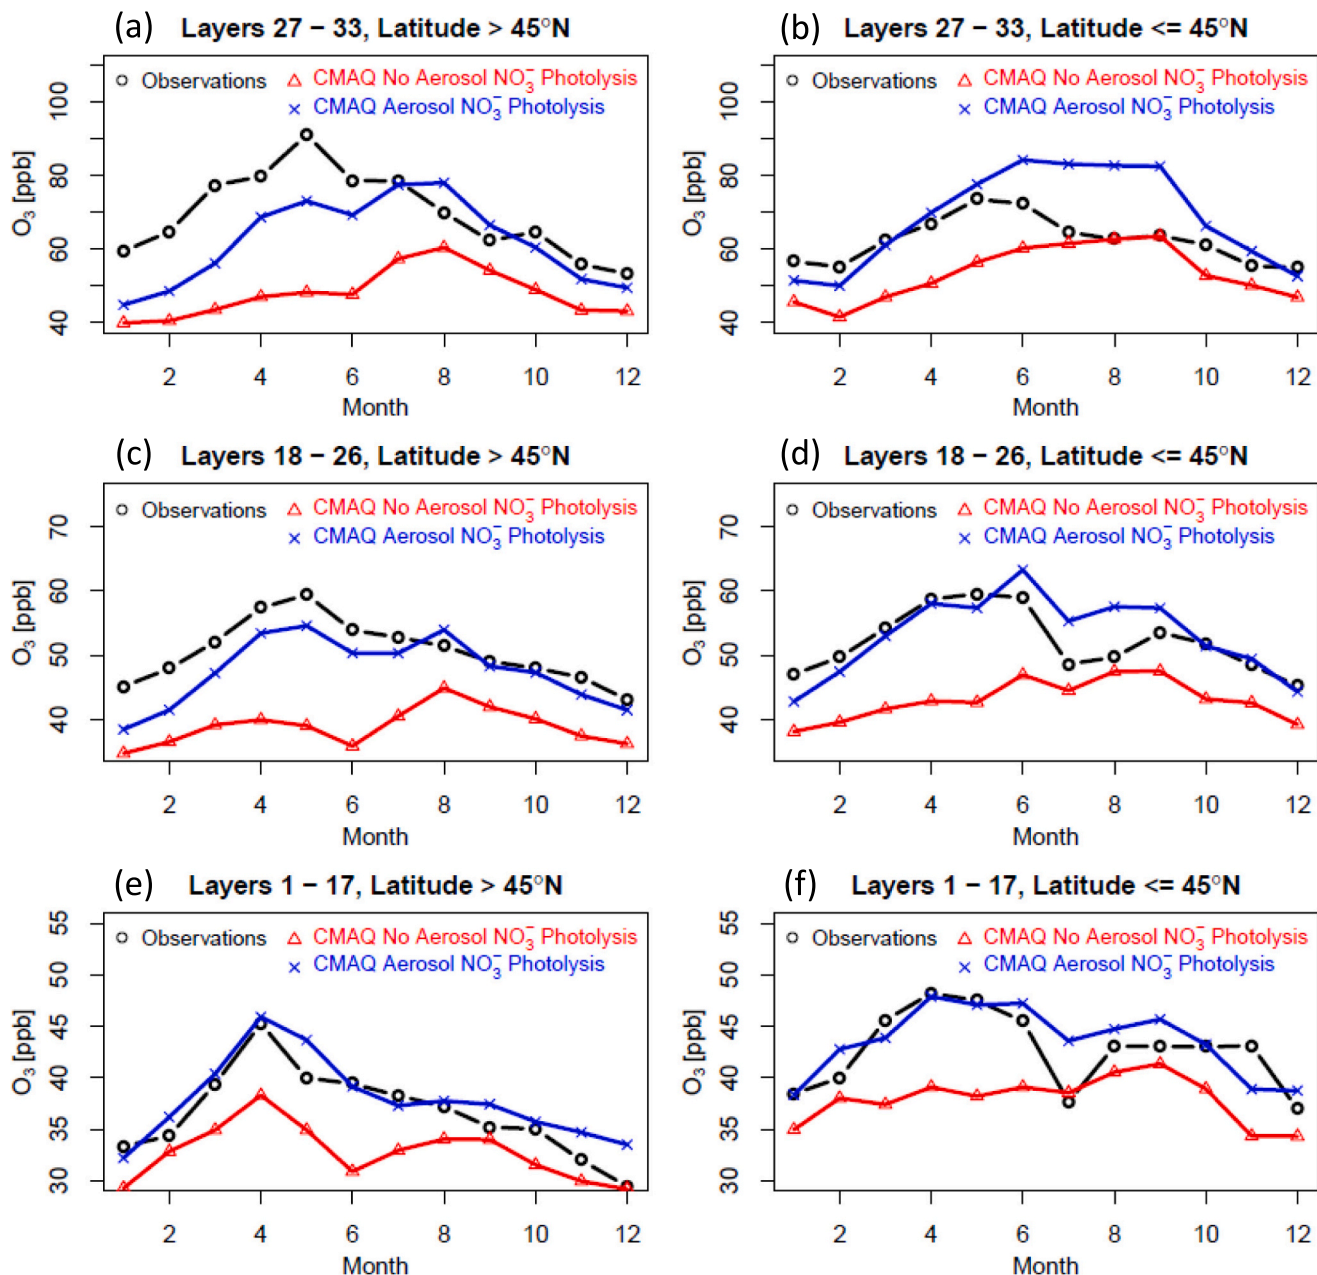 (a) Layers 27 − 33, Latitude > 45°N
Observations
CMAQ No Aerosol NO₃⁻ Photolysis
CMAQ Aerosol NO₃⁻ Photolysis
O₃ [ppb]
100
80
60
40
2 4 6 8 10 12
Month
(b) Layers 27 − 33, Latitude <= 45°N
Observations
CMAQ No Aerosol NO₃⁻ Photolysis
CMAQ Aerosol NO₃⁻ Photolysis
O₃ [ppb]
100
80
60
40
2 4 6 8 10 12
Month
(c) Layers 18 − 26, Latitude > 45°N
Observations
CMAQ No Aerosol NO₃⁻ Photolysis
CMAQ Aerosol NO₃⁻ Photolysis
O₃ [ppb]
70
60
50
40
2 4 6 8 10 12
Month
(d) Layers 18 − 26, Latitude <= 45°N
Observations
CMAQ No Aerosol NO₃⁻ Photolysis
CMAQ Aerosol NO₃⁻ Photolysis
O₃ [ppb]
70
60
50
40
2 4 6 8 10 12
Month
(e) Layers 1 − 17, Latitude > 45°N
Observations
CMAQ No Aerosol NO₃⁻ Photolysis
CMAQ Aerosol NO₃⁻ Photolysis
O₃ [ppb]
55
50
45
40
35
30
2 4 6 8 10 12
Month
(f) Layers 1 − 17, Latitude <= 45°N
Observations
CMAQ No Aerosol NO₃⁻ Photolysis
CMAQ Aerosol NO₃⁻ Photolysis
O₃ [ppb]
55
50
45
40
35
30
2 4 6 8 10 12
Month